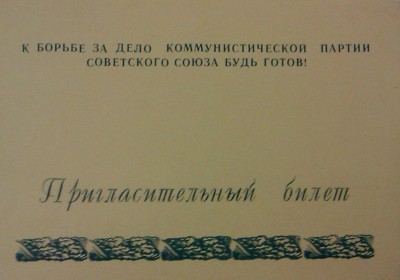 К БОРЬБЕ ЗА ДЕЛО КОММУНИСТИЧЕСКОЙ ПАРТИИ
СОВЕТСКОГО СОЮЗА БУДЬ ГОТОВ!
Пригласительный билет